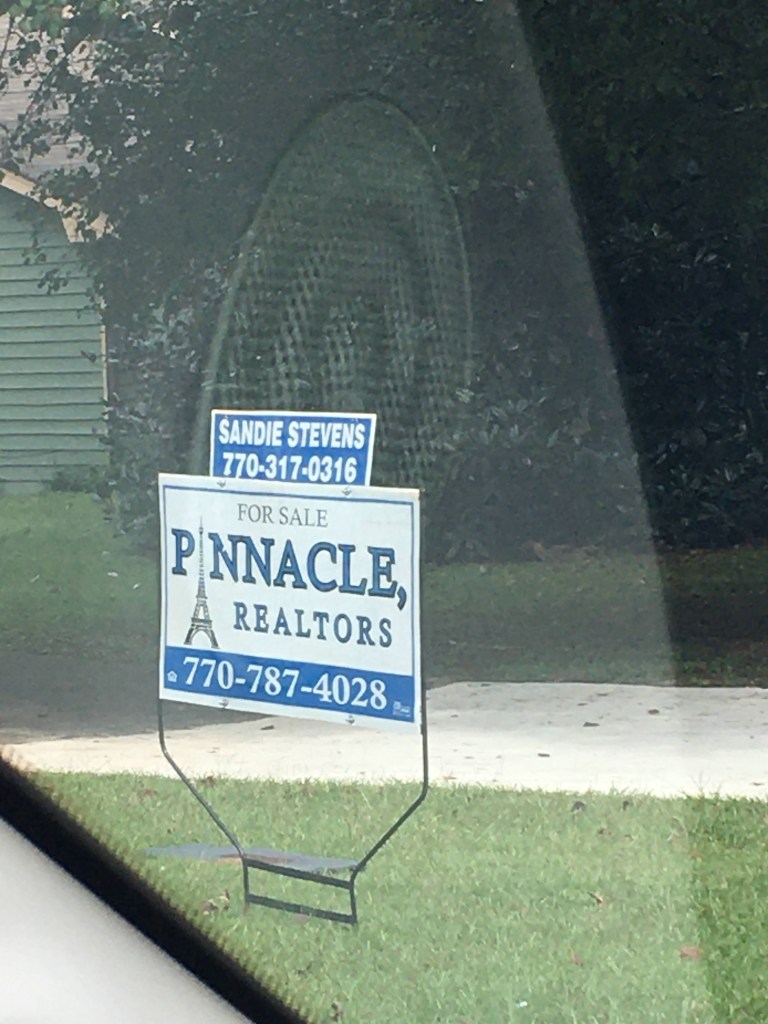 SANDIE STEVENS
770-317-0316
FOR SALE
PINNACLE,
REALTORS
770-787-4028